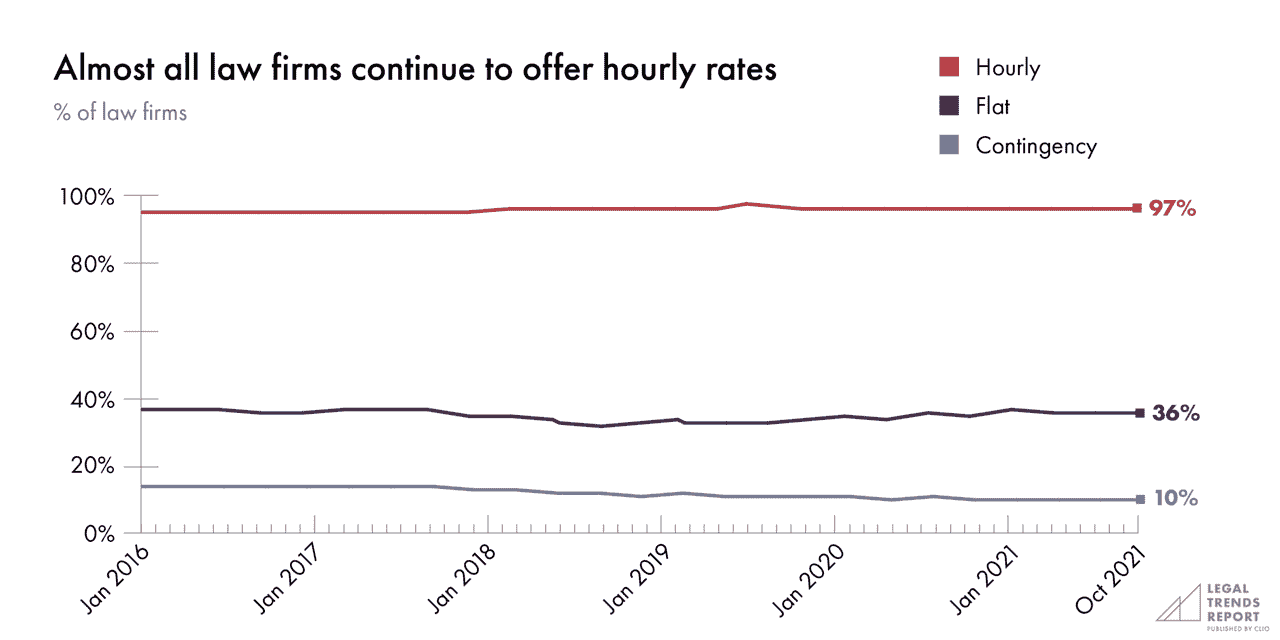 Almost all law firms continue to offer hourly rates
% of law firms
Hourly
Flat
Contingency
100%
80%
60%
40%
20%
0%
97%
36%
10%
Jan 2016
Jan 2017
Jan 2018
Jan 2019
Jan 2020
Jan 2021
Oct 2021
LEGAL
TRENDS
REPORT
PUBLISHED BY CLIO